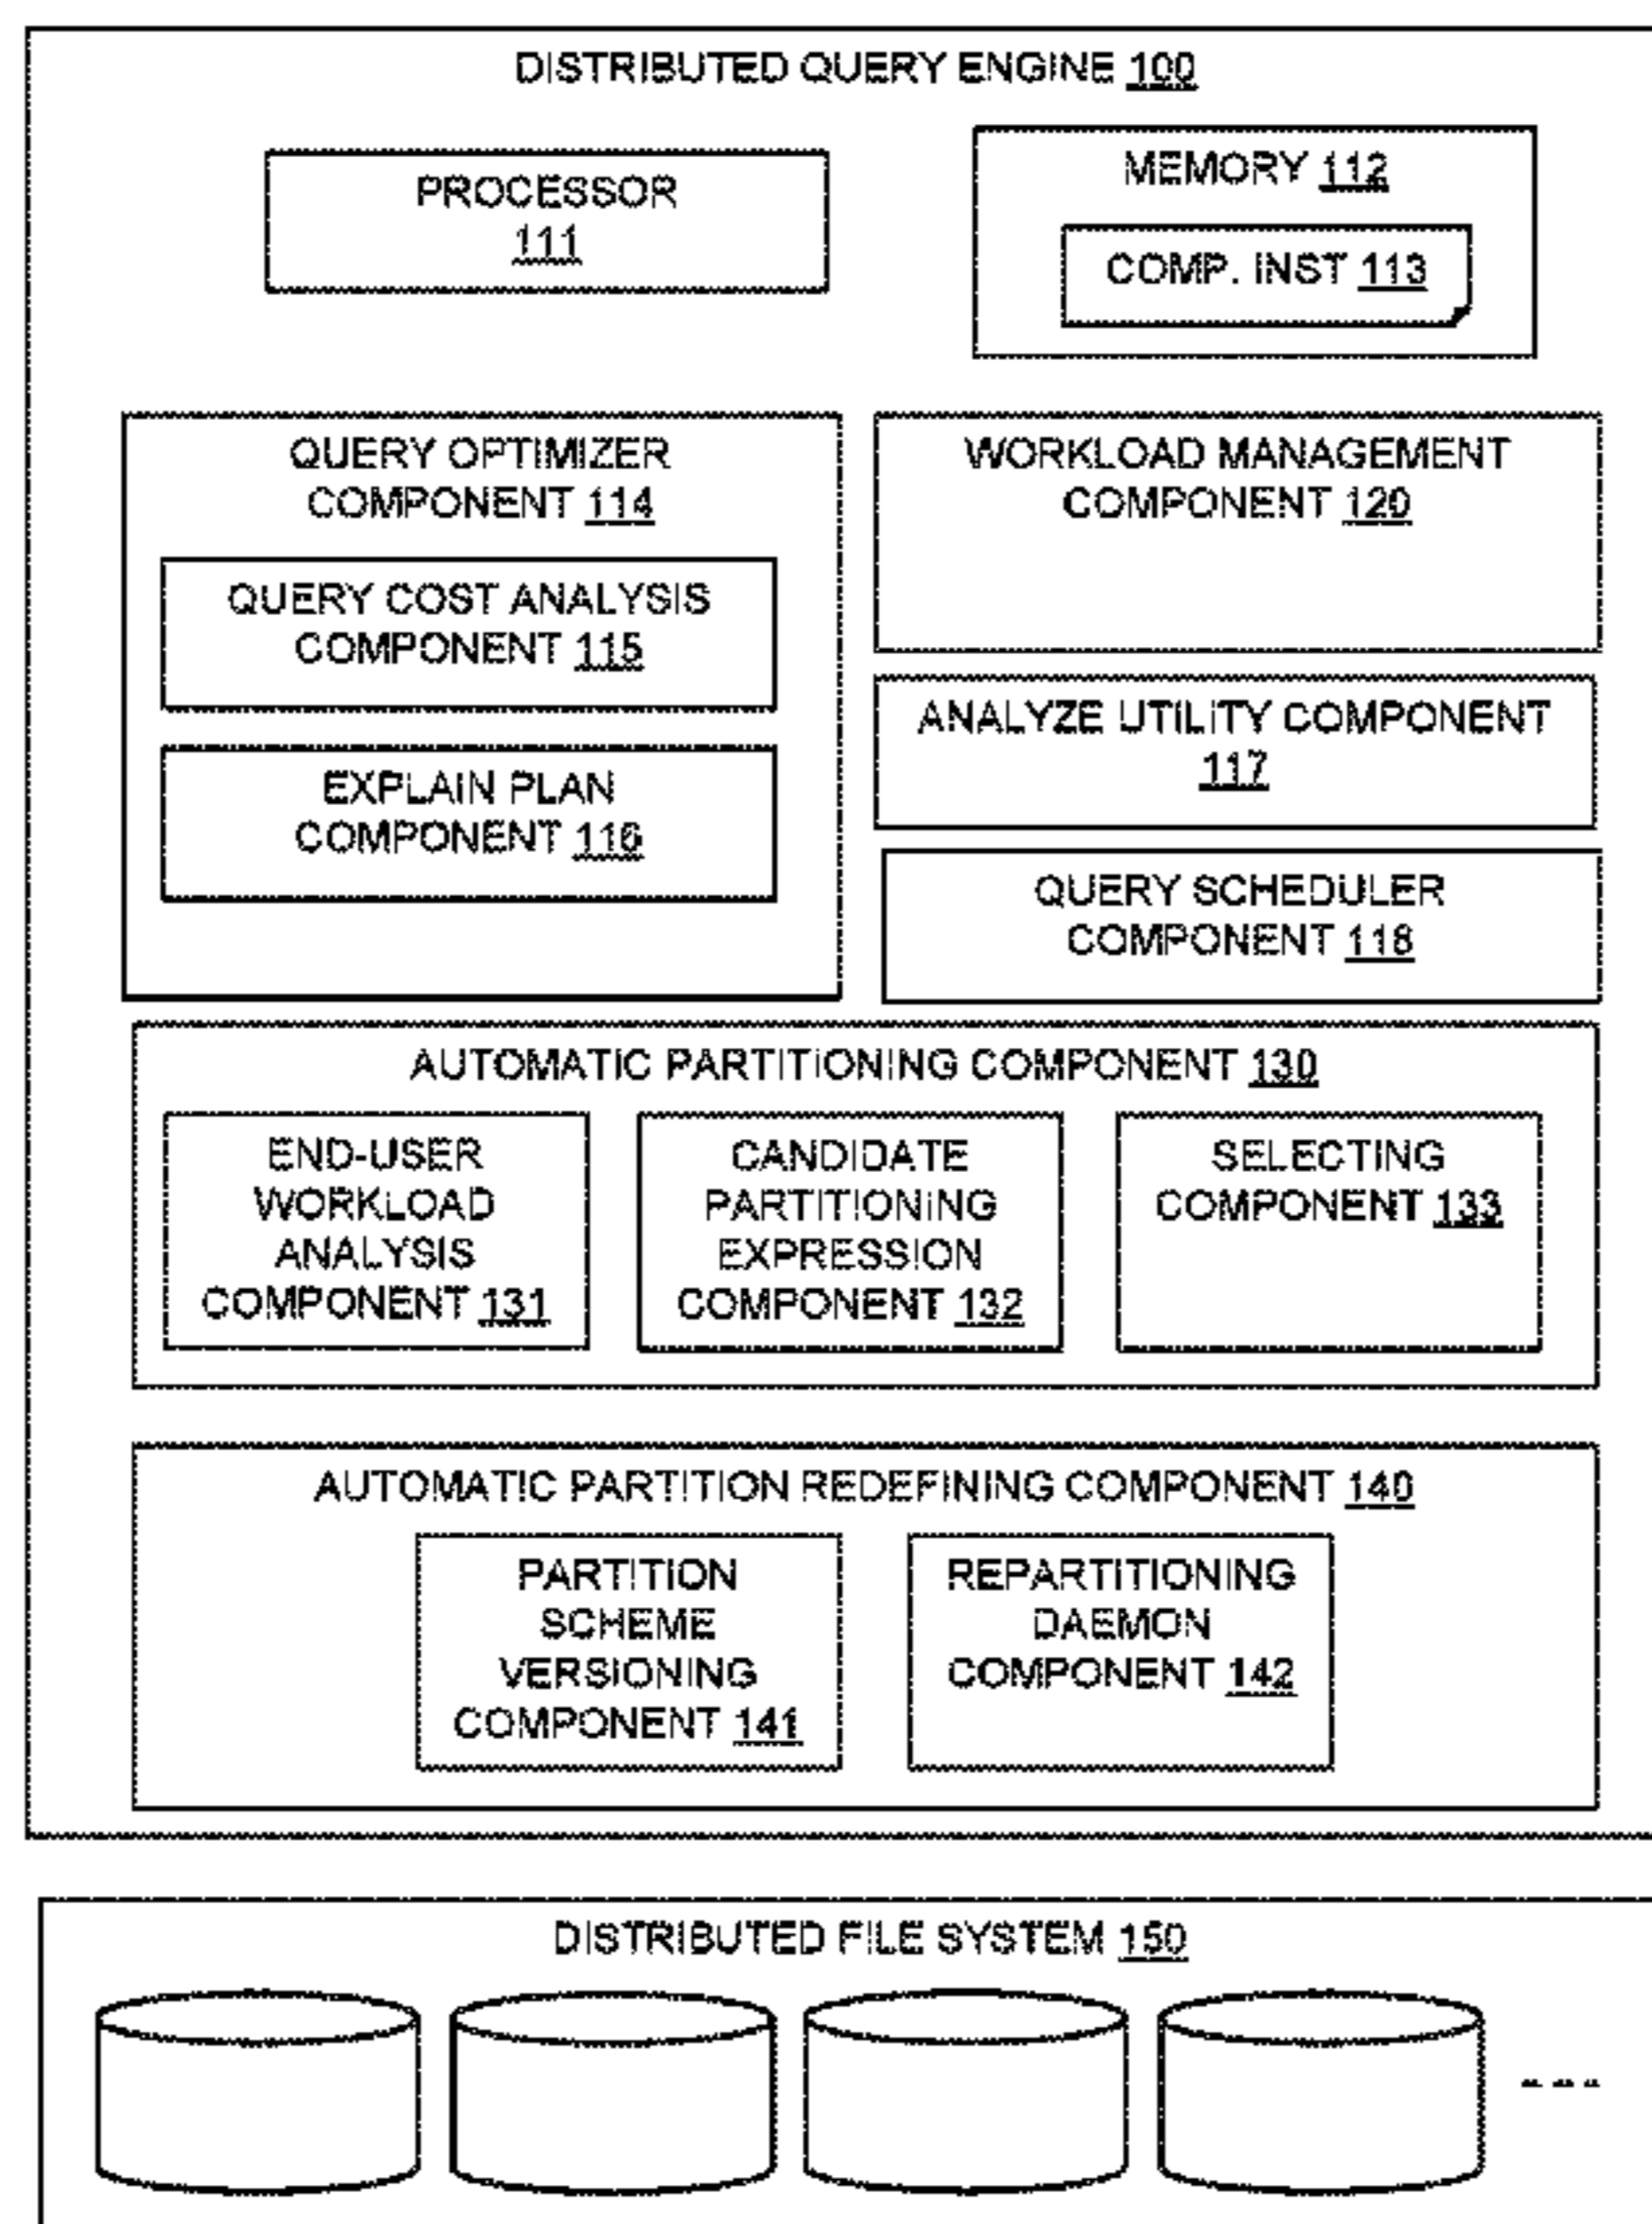 DISTRIBUTED QUERY ENGINE 100
PROCESSOR
111
MEMORY 112
COMP. INST 113
QUERY OPTIMIZER
COMPONENT 114
QUERY COST ANALYSIS
COMPONENT 115
EXPLAIN PLAN
COMPONENT 116
WORKLOAD MANAGEMENT
COMPONENT 120
ANALYZE UTILITY COMPONENT
117
QUERY SCHEDULER
COMPONENT 118
AUTOMATIC PARTITIONING COMPONENT 130
END-USER
WORKLOAD
ANALYSIS
COMPONENT 131
CANDIDATE
PARTITIONING
EXPRESSION
COMPONENT 132
SELECTING
COMPONENT 133
AUTOMATIC PARTITION REDEFINING COMPONENT 140
PARTITION
SCHEME
VERSIONING
COMPONENT 141
REPARTITIONING
DAEMON
COMPONENT 142
DISTRIBUTED FILE SYSTEM 150